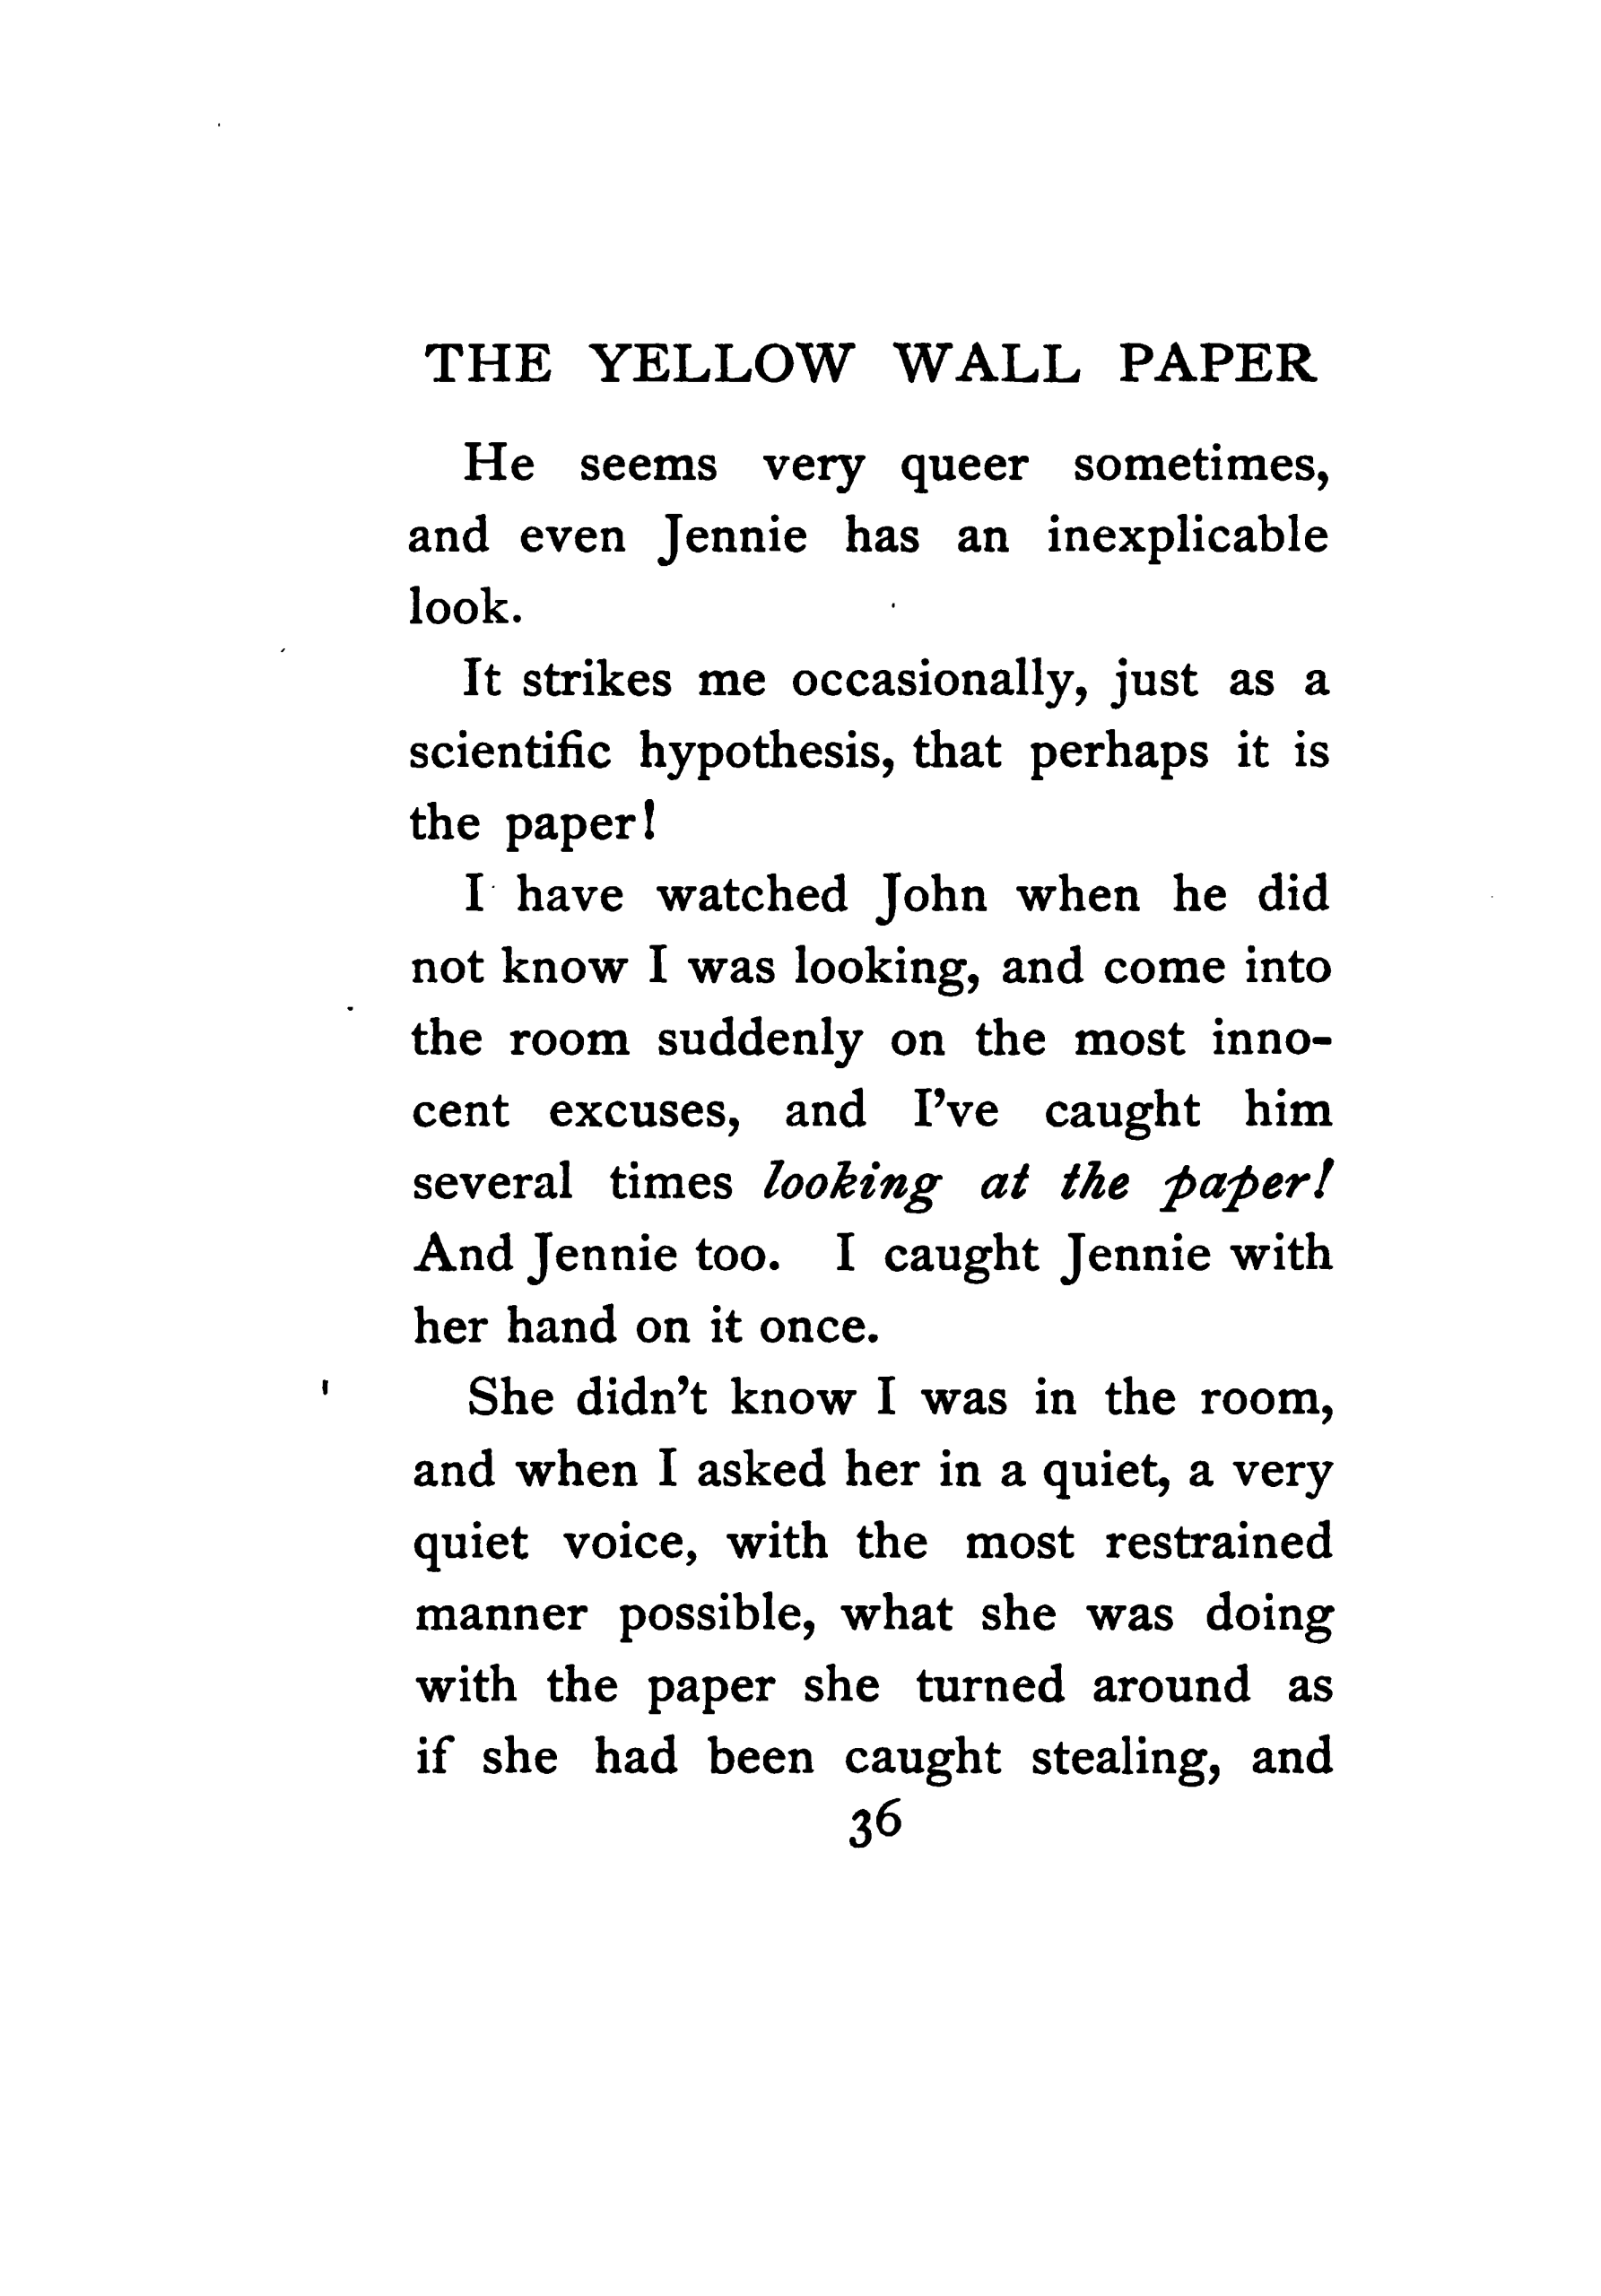 THE YELLOW WALL PAPER
He seems very queer sometimes,
and even Jennie has an inexplicable
look.
It strikes me occasionally, just as a
scientific hypothesis, that perhaps it is
the paper!
I have watched John when he did
not know I was looking, and come into
the room suddenly on the most inno-
cent excuses, and I've caught him
several times looking at the paper!
And Jennie too. I caught Jennie with
her hand on it once.
She didn't know I was in the room,
and when I asked her in a quiet, a very
quiet voice, with the most restrained
manner possible, what she was doing
with the paper she turned around as
if she had been caught stealing, and
36